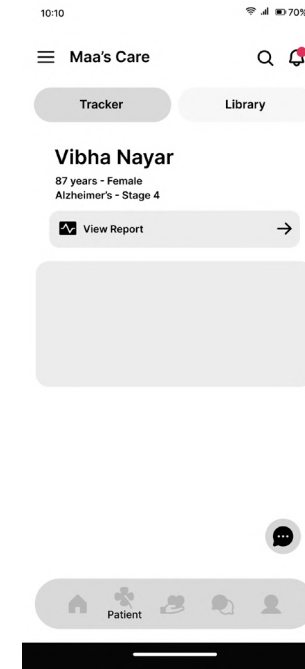 10:10
70%
Maa's Care
Tracker
Library
Vibha Nayar
87 years - Female
Alzheimer's - Stage 4
View Report
Patient